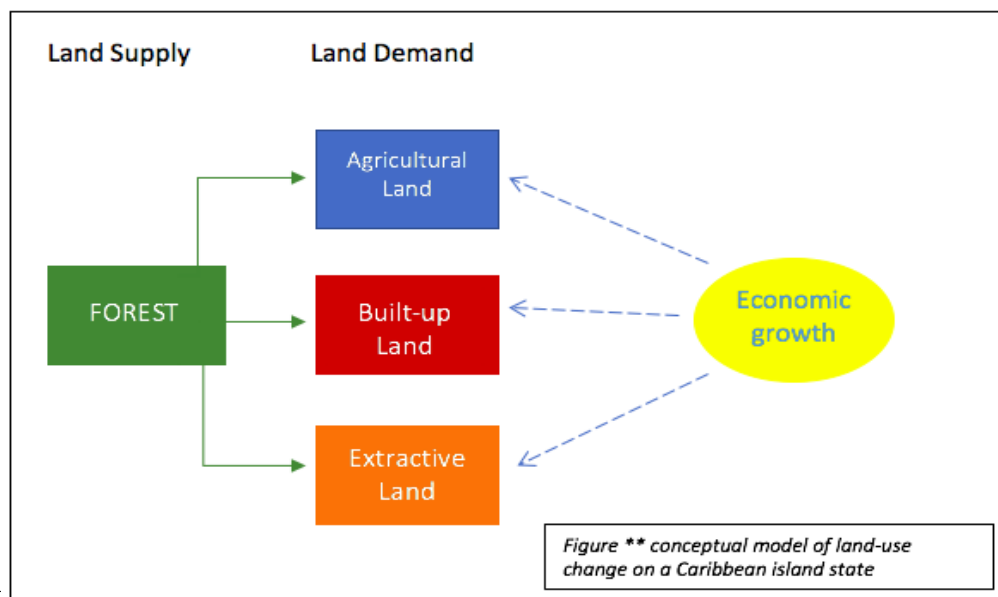 Land Supply
Land Demand
Agricultural
Land
FOREST
Built-up
Land
Economic
growth
Extractive
Land
Figure ** conceptual model of land-use
change on a Caribbean island state